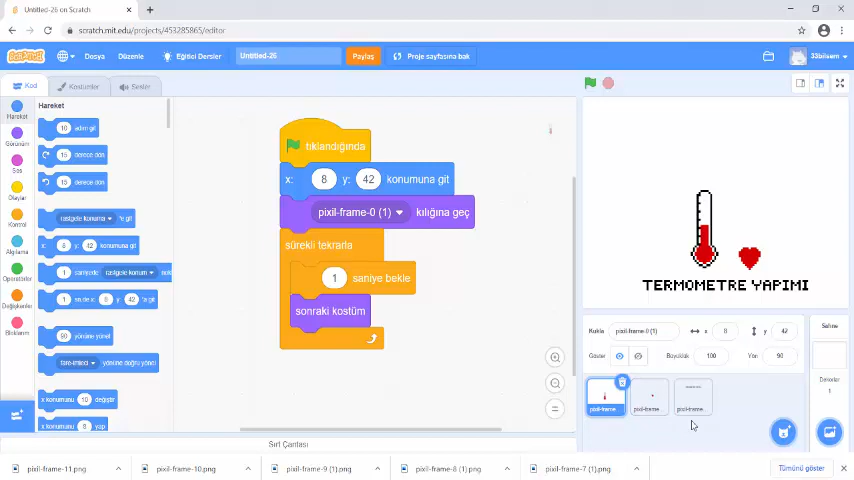 Untitled-26 on Scratch
scratch.mit.edu/projects/453285865/editor
SCRATCH
Dosya
Düzenle
Eğitici Dersler
Untitled-26
Paylaş
Proje sayfasına bak
33bilsem
Kod
Kostümler
Sesler
Hareket
Hareket
Görünüm
Ses
Olaylar
Kontrol
Algılama
Operatörler
Değişkenler
Bloklarım
10 adım git
15 derece dön
15 derece dön
rastgele konuma 'e git
x: 8 y: 42 konumuna git
1 saniyede rastgele konum
1 sn.de x: 8 y: 42 'e git
90 yönüne yönel
fare-imleci yönüne doğru yönel
x konumunu 10 değiştir
x konumunu 8 yap
tıklandığında
x: 8 y: 42 konumuna git
pixil-frame-0 (1) kılığına geç
sürekli tekrarla
1 saniye bekle
sonraki kostüm
TERMOMETRE YAPIMI
Kukla
pixil-frame-0 (1)
x 8
y 42
Göster
Büyüklük 100
Yön 90
Sahne
Dekorlar
1
pixil-frame...
pixil-frame...
pixil-frame...
Sırt Çantası
pixil-frame-11.png
pixil-frame-10.png
pixil-frame-9 (1).png
pixil-frame-8 (1).png
pixil-frame-7 (1).png
Tümünü göster